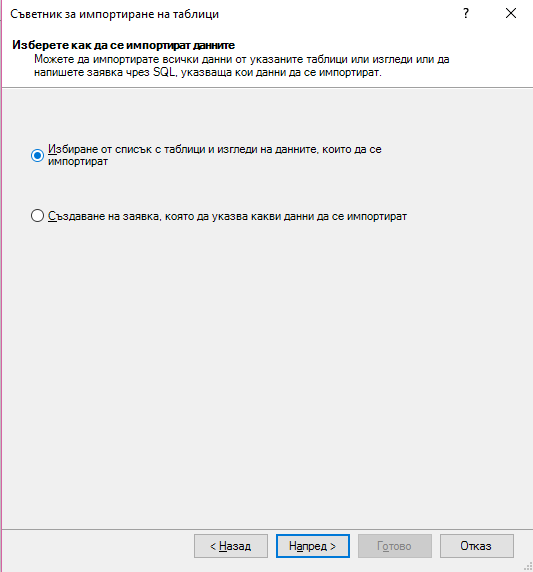 Съветник за импортиране на таблици
?
Изберете как да се импортират данните
Можете да импортирате всички данни от указаните таблици или изгледи или да
напишете заявка чрез SQL, указваща кои данни да се импортират.
Избиране от списък с таблици и изгледи на данните, които да се
импортират
Създаване на заявка, която да указва какви данни да се импортират
< Назад
Напред >
Готово
Отказ